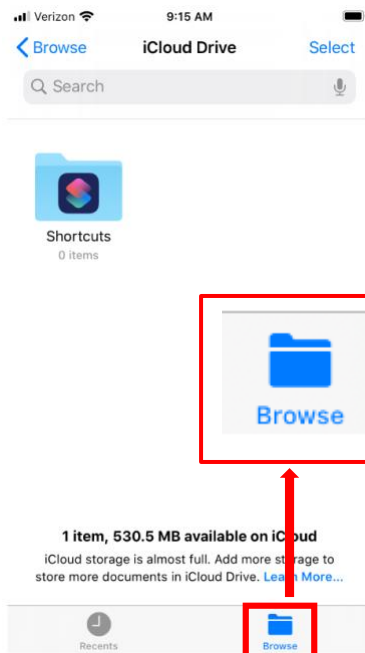 Verizon 9:15 AM
Browse iCloud Drive Select
Search
Shortcuts
0 items
Browse
1 item, 530.5 MB available on iCloud
iCloud storage is almost full. Add more storage to
store more documents in iCloud Drive. Learn More...
Recents Browse